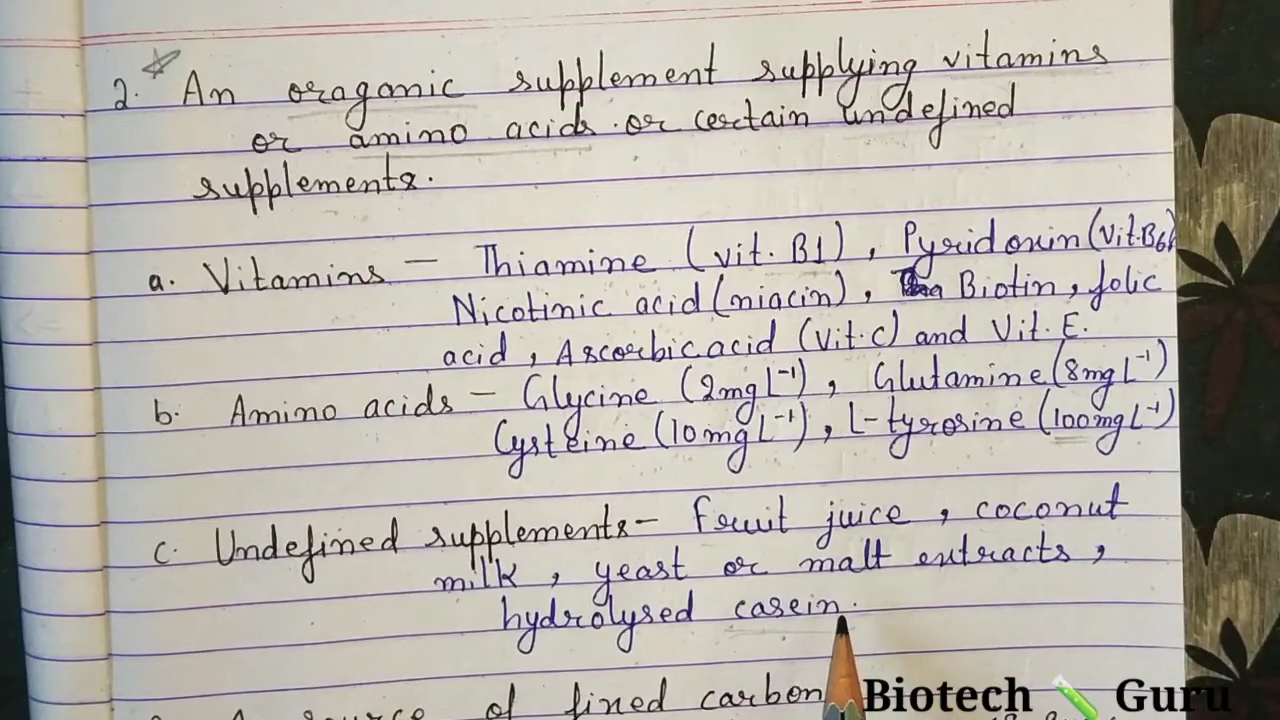 2. An oraganic supplement supplying vitamins
or amino acids. or certain undefined
supplements.
a. Vitamins – Thiamine (vit. B1), Pyridoxin (Vit.B6)
Nicotinic acid (niacin), Biotin, folic
acid, Ascorbic acid (Vit.C) and Vit. E.
b. Amino acids – Glycine (2mg L⁻¹), Glutamine (8mg L⁻¹)
Cysteine (10mg L⁻¹), L-tyrosine (100mg L⁻¹)
c. Undefined supplements – fruit juice, coconut
milk, yeast or malt extracts,
hydrolysed casein.
A source of fixed carbon
Biotech Guru